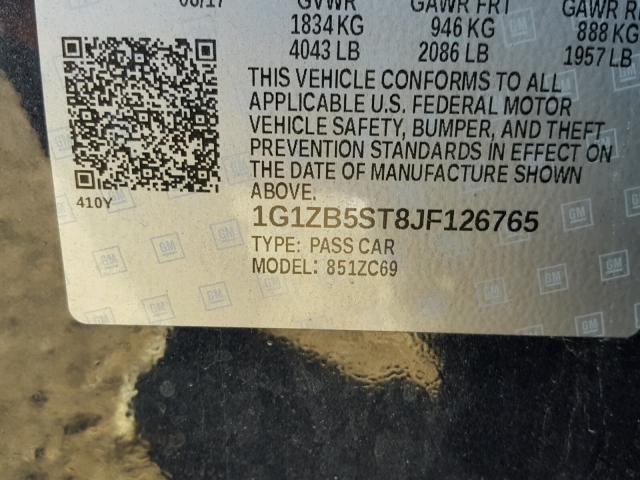 08/17 GVWR GAWR FRT GAWR R
1834 KG 946 KG 888 KG
4043 LB 2086 LB 1957 LB
THIS VEHICLE CONFORMS TO ALL
APPLICABLE U.S. FEDERAL MOTOR
VEHICLE SAFETY, BUMPER, AND THEFT
PREVENTION STANDARDS IN EFFECT ON
THE DATE OF MANUFACTURE SHOWN
ABOVE.
410Y
1G1ZB5ST8JF126765
TYPE: PASS CAR
MODEL: 851ZC69